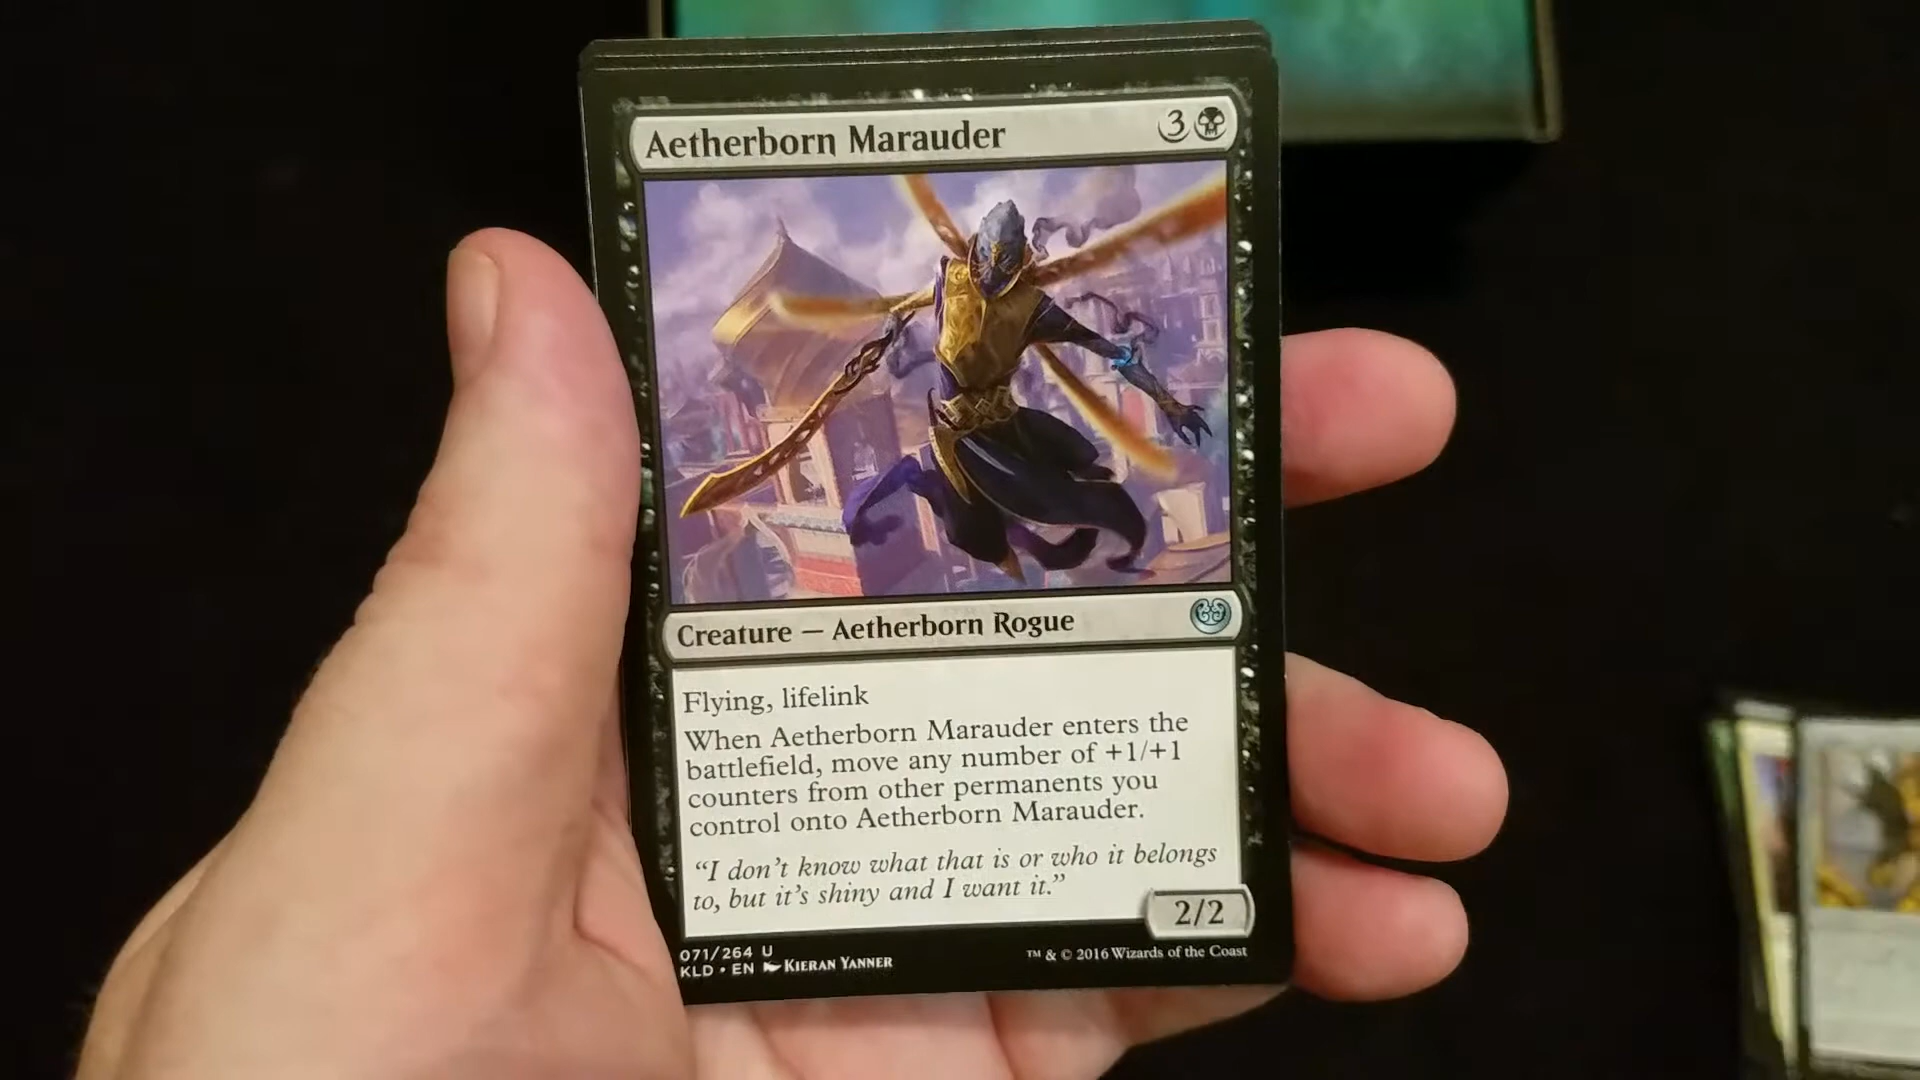 Aetherborn Marauder 3
Creature — Aetherborn Rogue
Flying, lifelink
When Aetherborn Marauder enters the
battlefield, move any number of +1/+1
counters from other permanents you
control onto Aetherborn Marauder.
“I don’t know what that is or who it belongs
to, but it’s shiny and I want it.”
2/2
071/264 U
KLD • EN KIERAN YANNER
™ & © 2016 Wizards of the Coast